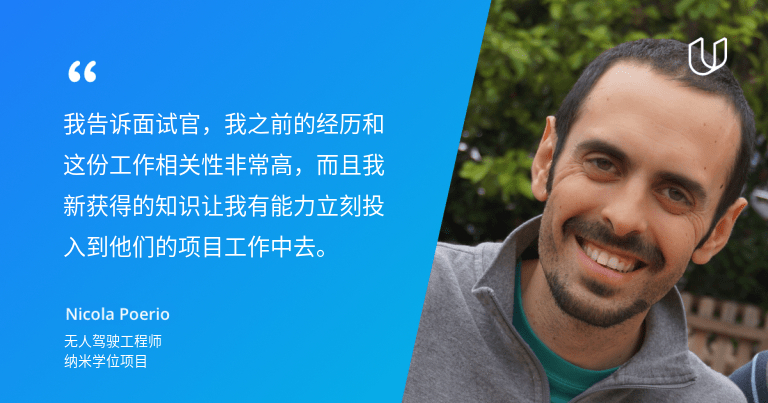 “
我告诉面试官，我之前的经历和
这份工作相关性非常高，而且我
新获得的知识让我有能力立刻投
入到他们的项目工作中去。
Nicola Poerio
无人驾驶工程师
纳米学位项目